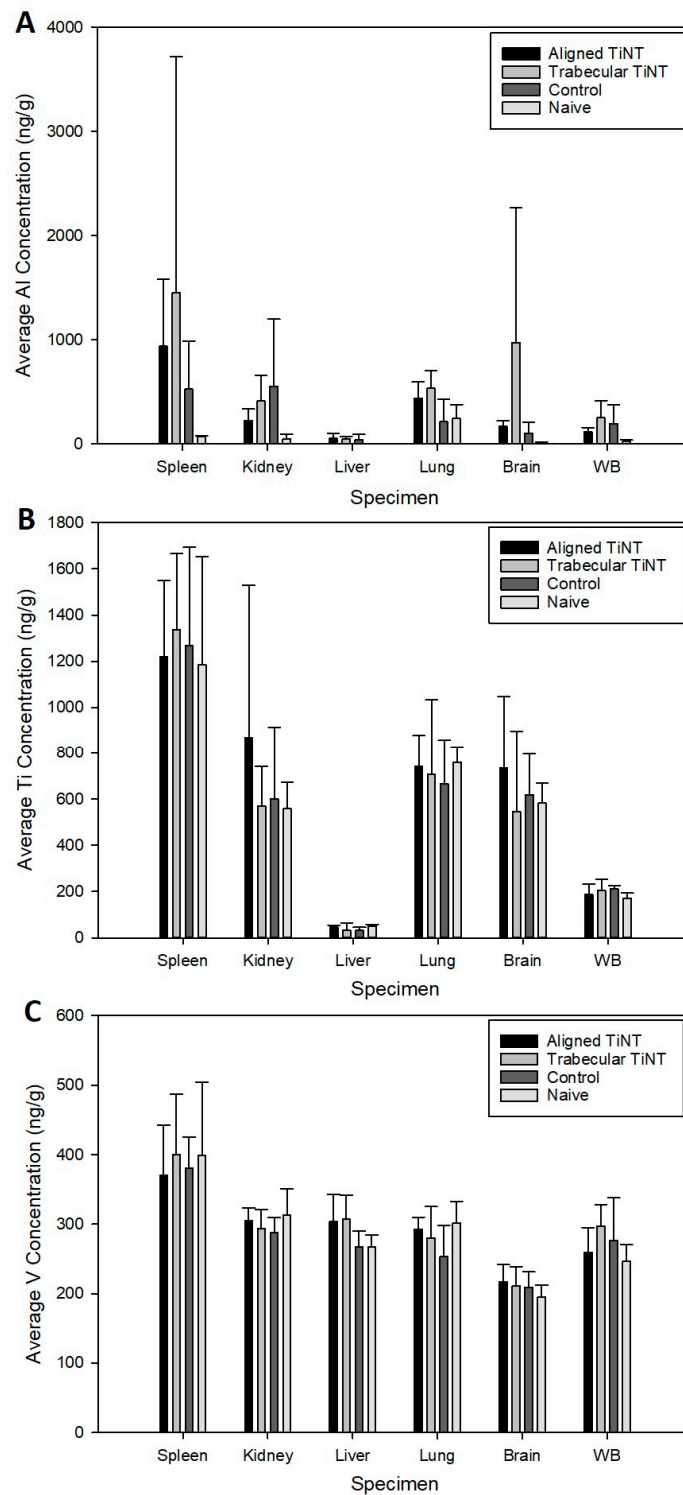 A
4000
3000
2000
1000
0
Average Al Concentration (ng/g)
Aligned TiNT
Trabecular TiNT
Control
Naive
Spleen Kidney Liver Lung Brain WB
Specimen
B
1800
1600
1400
1200
1000
800
600
400
200
0
Average Ti Concentration (ng/g)
Aligned TiNT
Trabecular TiNT
Control
Naive
Spleen Kidney Liver Lung Brain WB
Specimen
C
600
500
400
300
200
100
0
Average V Concentration (ng/g)
Aligned TiNT
Trabecular TiNT
Control
Naive
Spleen Kidney Liver Lung Brain WB
Specimen